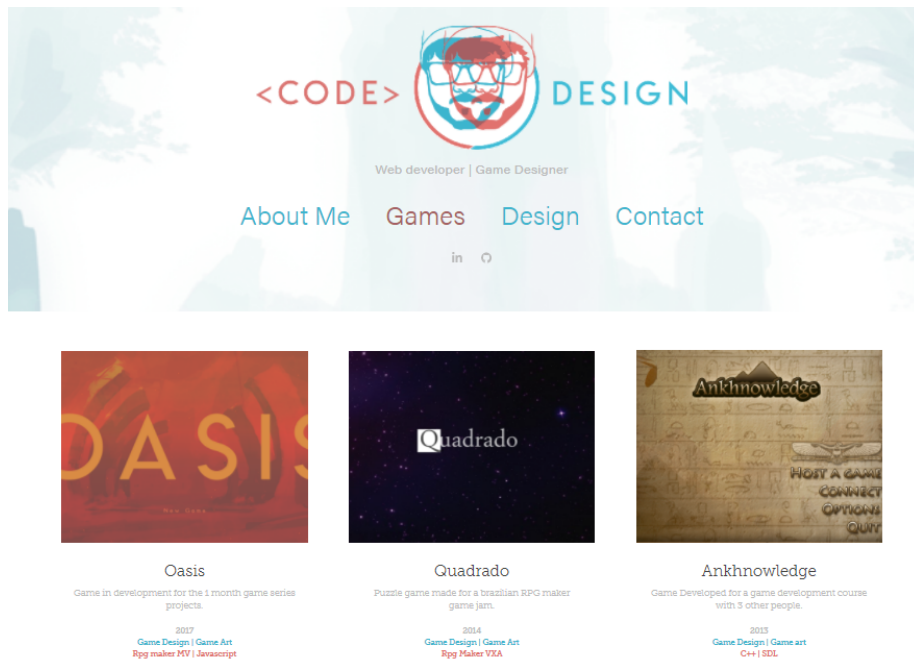 <CODE> DESIGN
Web developer | Game Designer
About Me Games Design Contact
in
OASIS
New Game
Quadrado
Ankhnowledge
Host a game
Connect
Options
Quit
Oasis
Game in development for the 1 month game series
projects.
2017
Game Design | Game Art
Rpg maker MV | Javascript
Quadrado
Puzzle game made for a brazilian RPG maker
game jam.
2014
Game Design | Game Art
Rpg Maker VXA
Ankhnowledge
Game Developed for a game development course
with 3 other people.
2013
Game Design | Game art
C++ | SDL